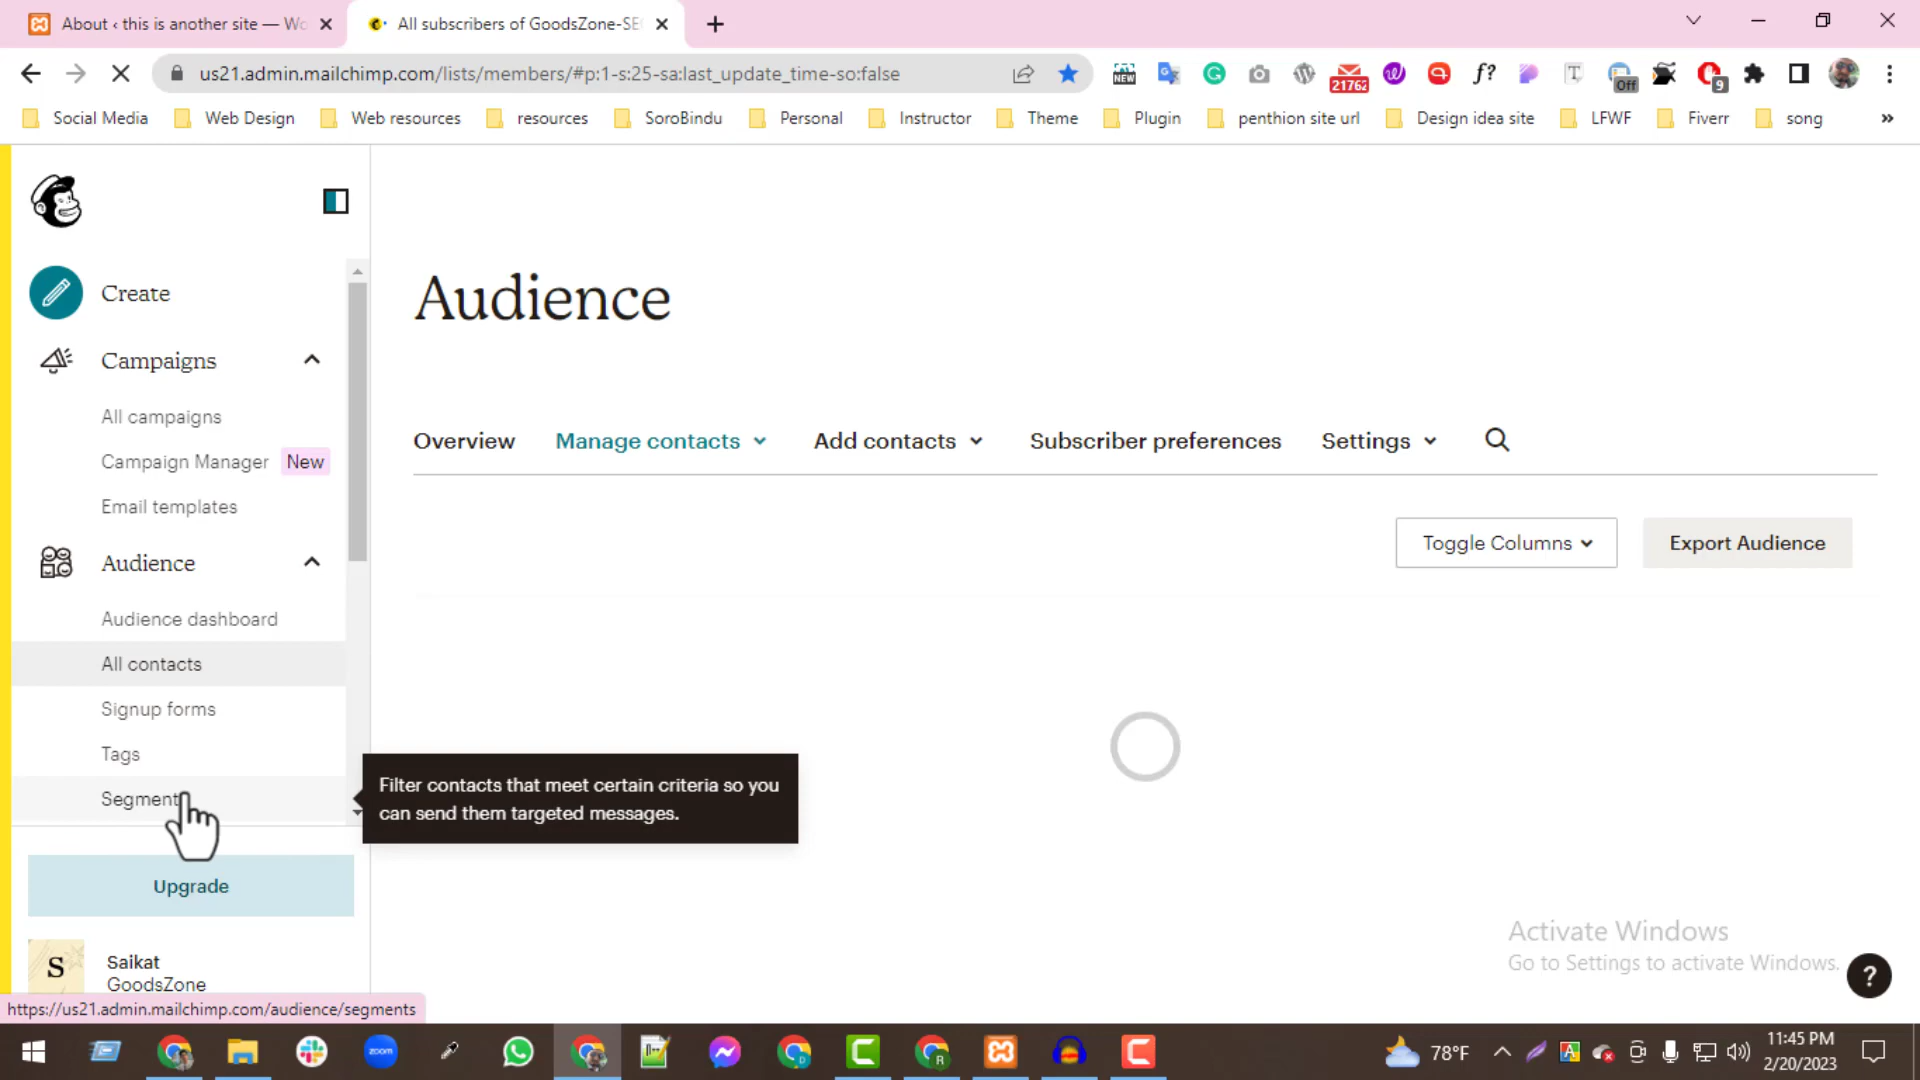 About ‹ this is another site — Wo
All subscribers of GoodsZone-SE
us21.admin.mailchimp.com/lists/members/#p:1-s:25-sa:last_update_time-so:false
NEW
21762
f?
T
Off
9
Social Media
Web Design
Web resources
resources
SoroBindu
Personal
Instructor
Theme
Plugin
penthion site url
Design idea site
LFWF
Fiverr
song
»
Create
Campaigns
All campaigns
Campaign Manager New
Email templates
Audience
Audience dashboard
All contacts
Signup forms
Tags
Segment
Upgrade
S
Saikat
GoodsZone
https://us21.admin.mailchimp.com/audience/segments
Audience
Overview
Manage contacts
Add contacts
Subscriber preferences
Settings
Toggle Columns
Export Audience
Filter contacts that meet certain criteria so you
can send them targeted messages.
Activate Windows
Go to Settings to activate Windows.
?
zoom
D
R
78°F
A
11:45 PM
2/20/2023